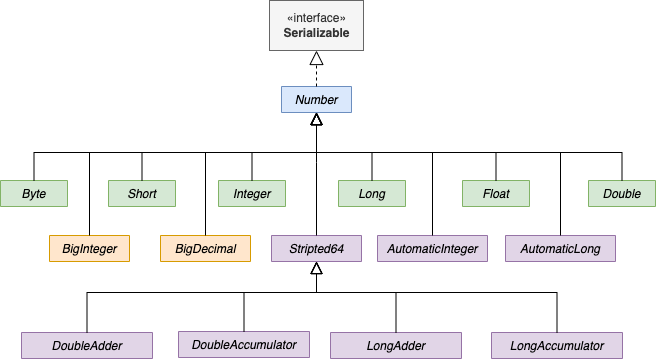 «interface»
Serializable
Number
Byte
Short
Integer
Long
Float
Double
BigInteger
BigDecimal
Stripted64
AutomaticInteger
AutomaticLong
DoubleAdder
DoubleAccumulator
LongAdder
LongAccumulator